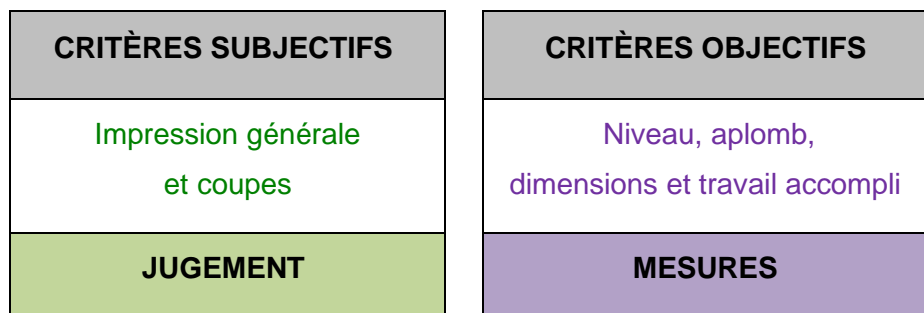 CRITÈRES SUBJECTIFS
Impression générale
et coupes
JUGEMENT
CRITÈRES OBJECTIFS
Niveau, aplomb,
dimensions et travail accompli
MESURES